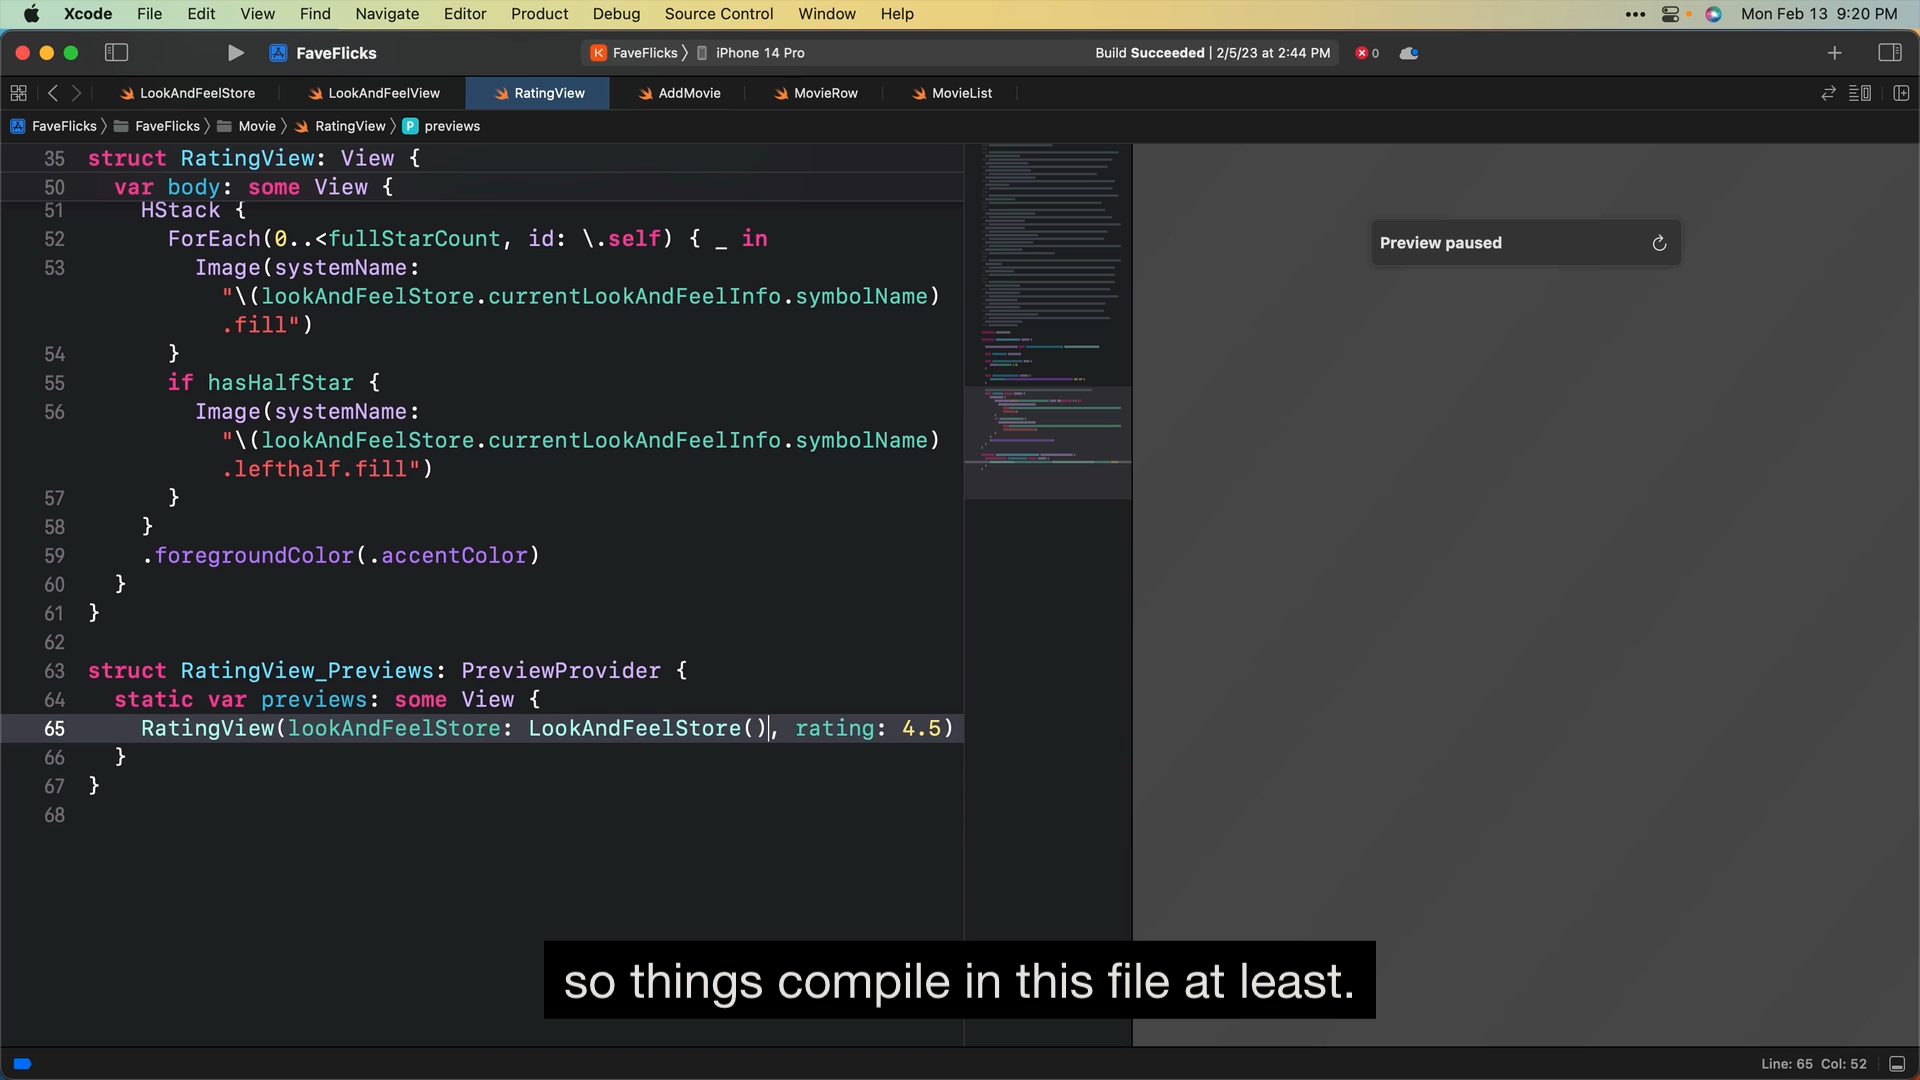 Xcode File Edit View Find Navigate Editor Product Debug Source Control Window Help Mon Feb 13 9:20 PM
FaveFlicks FaveFlicks iPhone 14 Pro Build Succeeded | 2/5/23 at 2:44 PM 0
LookAndFeelStore LookAndFeelView RatingView AddMovie MovieRow MovieList
FaveFlicks FaveFlicks Movie RatingView P previews
35 struct RatingView: View {
50 var body: some View {
51 HStack {
52 ForEach(0..<fullStarCount, id: \.self) { _ in
53 Image(systemName:
"\(lookAndFeelStore.currentLookAndFeelInfo.symbolName)
.fill")
54 }
55 if hasHalfStar {
56 Image(systemName:
"\(lookAndFeelStore.currentLookAndFeelInfo.symbolName)
.lefthalf.fill")
57 }
58 }
59 .foregroundColor(.accentColor)
60 }
61 }
62
63 struct RatingView_Previews: PreviewProvider {
64 static var previews: some View {
65 RatingView(lookAndFeelStore: LookAndFeelStore(), rating: 4.5)
66 }
67 }
68
Preview paused
so things compile in this file at least.
Line: 65 Col: 52